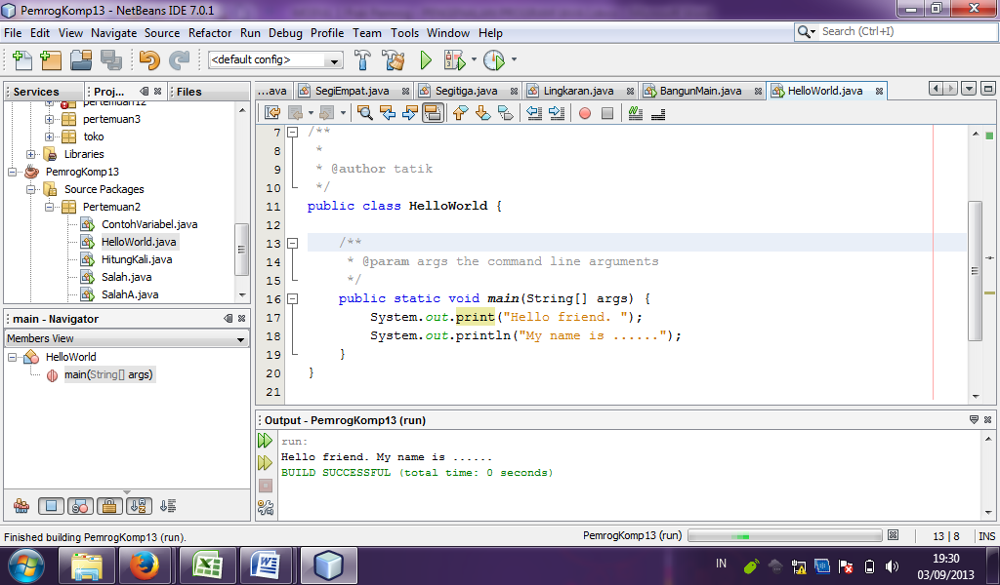 PemrogKomp13 - NetBeans IDE 7.0.1
File Edit View Navigate Source Refactor Run Debug Profile Team Tools Window Help
Search (Ctrl+I)
<default config>
Services Proj... Files
pertemuan12
pertemuan3
toko
Libraries
PemrogKomp13
Source Packages
Pertemuan2
ContohVariabel.java
HelloWorld.java
HitungKali.java
Salah.java
SalahA.java
main - Navigator
Members View
HelloWorld
main(String[] args)
...ava SegiEmpat.java Segitiga.java Lingkaran.java BangunMain.java HelloWorld.java
7 /**
8 *
9 * @author tatik
10 */
11 public class HelloWorld {
12
13 /**
14 * @param args the command line arguments
15 */
16 public static void main(String[] args) {
17 System.out.print("Hello friend. ");
18 System.out.println("My name is ......");
19 }
20 }
21
Output - PemrogKomp13 (run)
run:
Hello friend. My name is ......
BUILD SUCCESSFUL (total time: 0 seconds)
Finished building PemrogKomp13 (run).
PemrogKomp13 (run)
13 | 8 INS
IN
19:30
03/09/2013